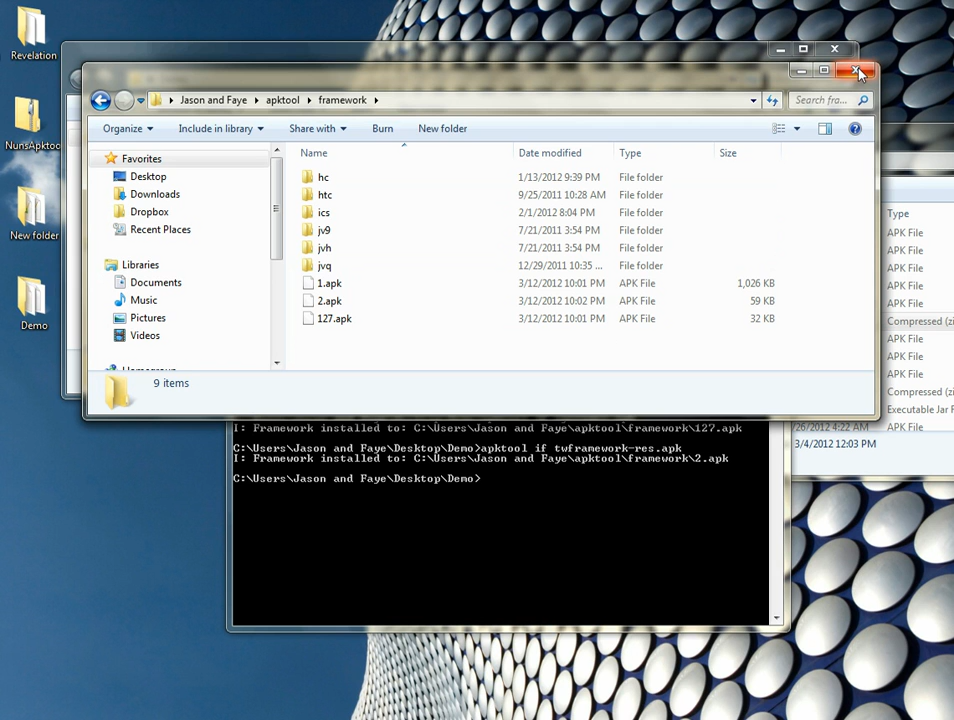 Revelation
NunsApktoo
New folder
Demo
Jason and Faye
apktool
framework
Search fra...
Organize
Include in library
Share with
Burn
New folder
Name
Date modified
Type
Size
Favorites
Desktop
Downloads
Dropbox
Recent Places
Libraries
Documents
Music
Pictures
Videos
hc 1/13/2012 9:39 PM File folder
htc 9/25/2011 10:28 AM File folder
ics 2/1/2012 8:04 PM File folder
jv9 7/21/2011 3:54 PM File folder
jvh 7/21/2011 3:54 PM File folder
jvq 12/29/2011 10:35 ... File folder
1.apk 3/12/2012 10:01 PM APK File 1,026 KB
2.apk 3/12/2012 10:02 PM APK File 59 KB
127.apk 3/12/2012 10:01 PM APK File 32 KB
9 items
Type
APK File
APK File
APK File
APK File
APK File
Compressed (zi
APK File
APK File
APK File
Compressed (zi
Executable Jar F
/26/2012 4:22 AM APK File
3/4/2012 12:03 PM
I: Framework installed to: C:\Users\Jason and Faye\apktool\framework\127.apk
C:\Users\Jason and Faye\Desktop\Demo>apktool if twframework-res.apk
I: Framework installed to: C:\Users\Jason and Faye\apktool\framework\2.apk
C:\Users\Jason and Faye\Desktop\Demo>